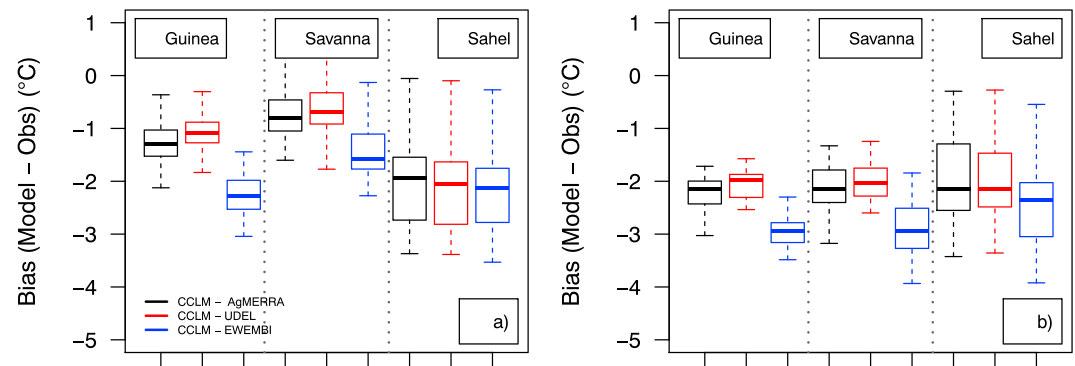 Bias (Model – Obs) (°C)
1
0
−1
−2
−3
−4
−5
Guinea
Savanna
Sahel
CCLM – AgMERRA
CCLM – UDEL
CCLM – EWEMBI
a)
Bias (Model – Obs) (°C)
1
0
−1
−2
−3
−4
−5
Guinea
Savanna
Sahel
b)